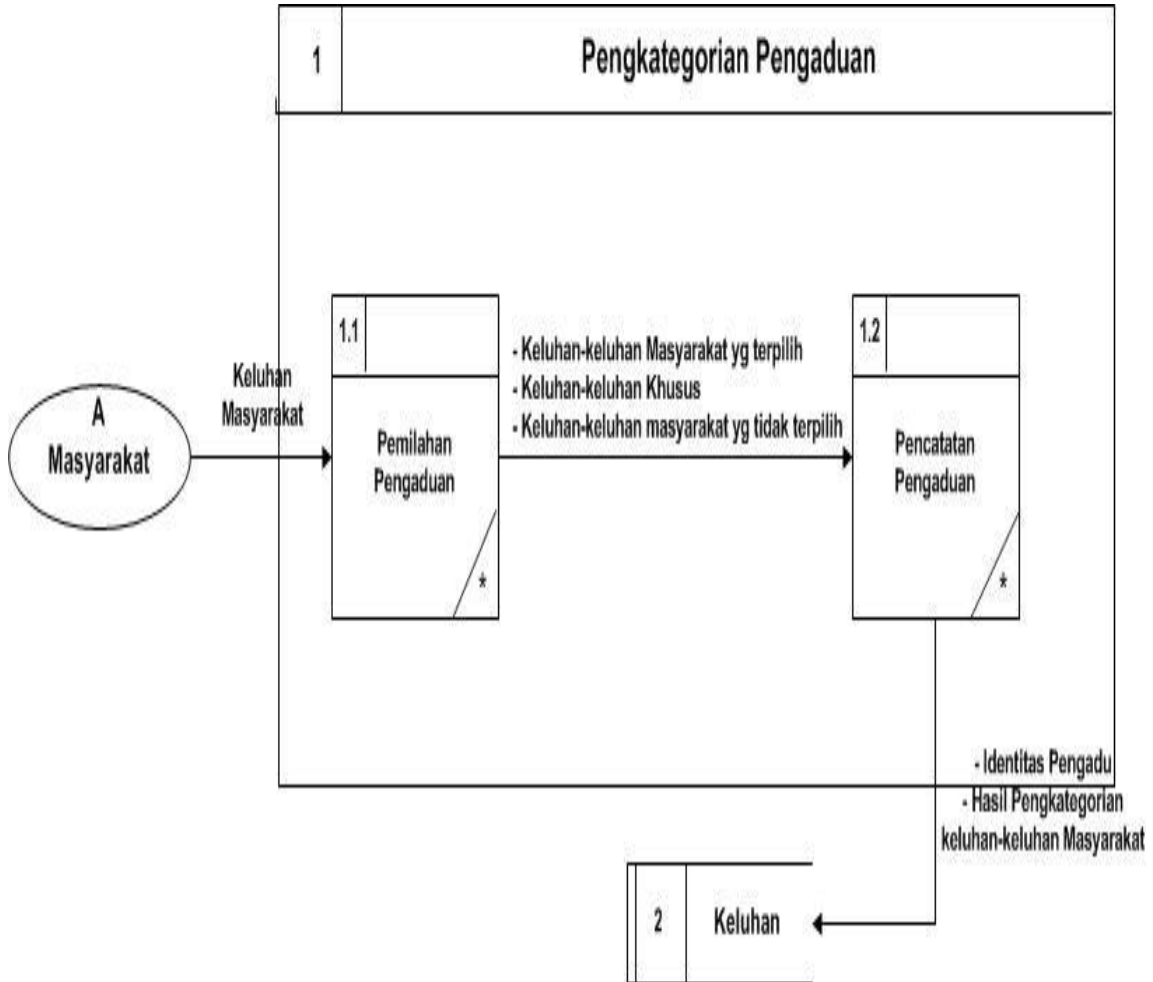 1
Pengkategorian Pengaduan
A
Masyarakat
Keluhan
Masyarakat
1.1
Pemilahan
Pengaduan
*
- Keluhan-keluhan Masyarakat yg terpilih
- Keluhan-keluhan Khusus
- Keluhan-keluhan masyarakat yg tidak terpilih
1.2
Pencatatan
Pengaduan
*
- Identitas Pengadu
- Hasil Pengkategorian
keluhan-keluhan Masyarakat
2
Keluhan